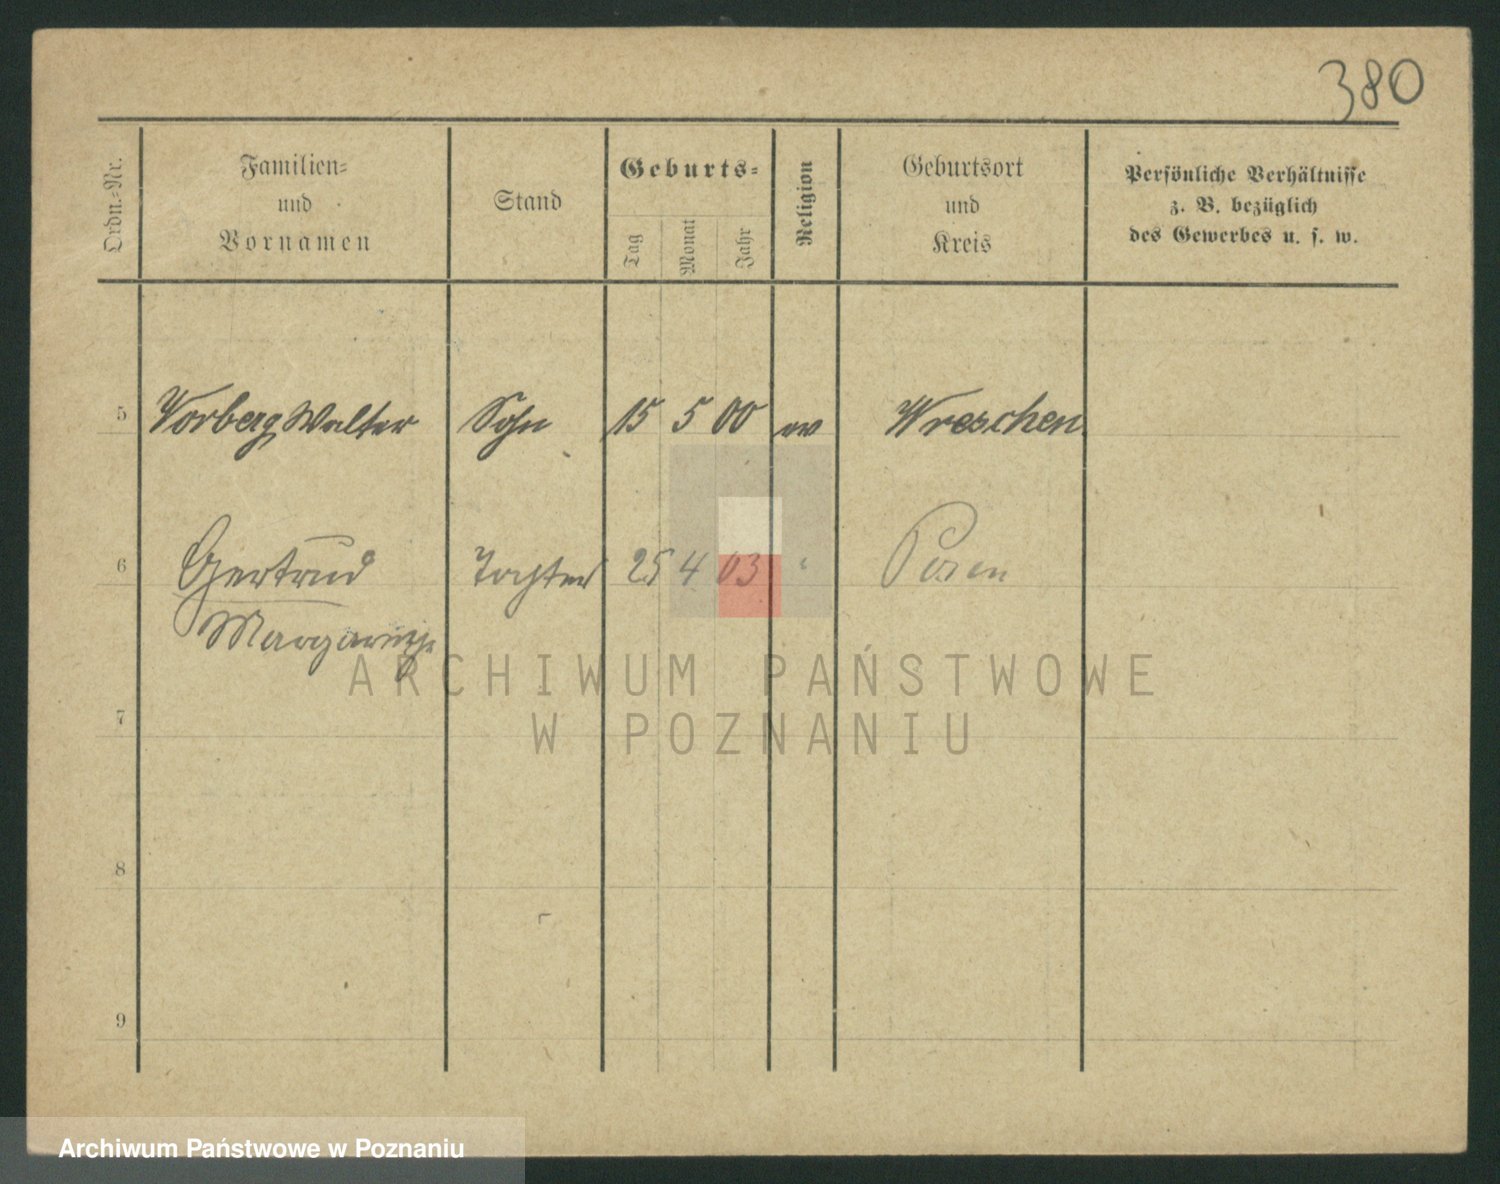 380
Ordn.=Nr.
Familien=
und
Vornamen
Stand
Geburts=
Tag
Monat
Jahr
Religion
Geburtsort
und
Kreis
Persönliche Verhältnisse
z. B. bezüglich
des Gewerbes u. s. w.
5 Vorberg Walter Sohn 15 5 00 ev Wreschen
6 Gertrud Tochter 25 4 03 " Posen
Margarethe
ARCHIWUM PAŃSTWOWE
W POZNANIU
7
8
9
Archiwum Państwowe w Poznaniu